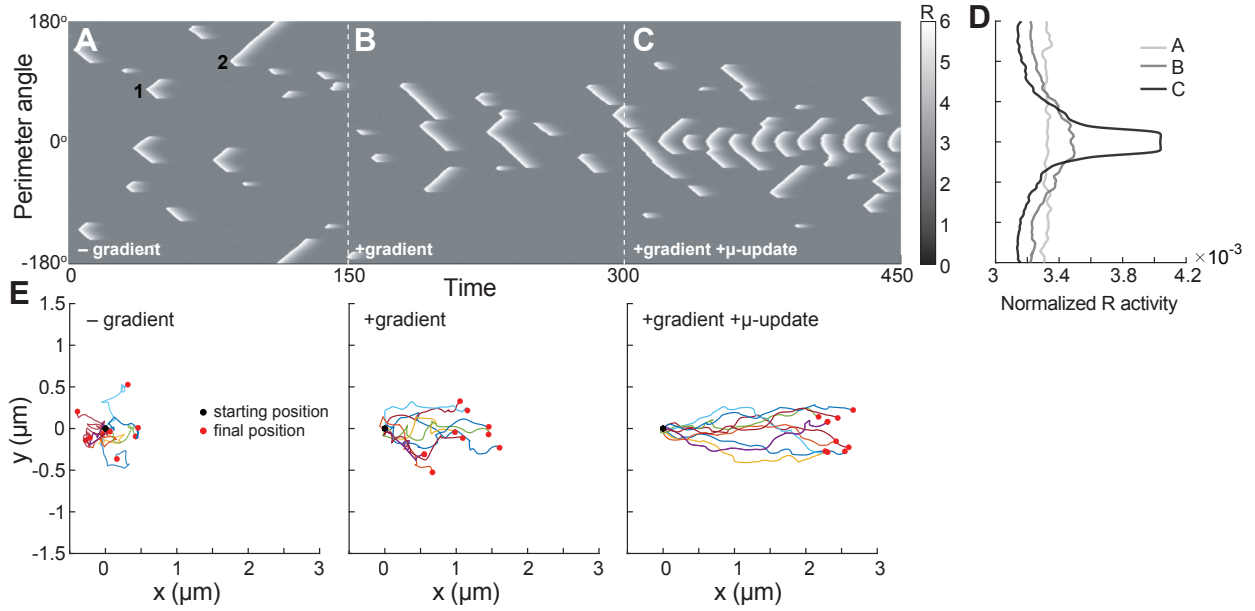 A
B
C
R
D
180º
0º
-180º
Perimeter angle
1
2
– gradient
+gradient
+gradient +μ-update
0
150
300
450
Time
6
5
4
3
2
1
0
A
B
C
3
3.4
3.8
4.2
×10⁻³
Normalized R activity
E
– gradient
+gradient
+gradient +μ-update
starting position
final position
1.5
1
0.5
0
-0.5
-1
-1.5
y (μm)
0 1 2 3
0 1 2 3
0 1 2 3
x (μm)
x (μm)
x (μm)